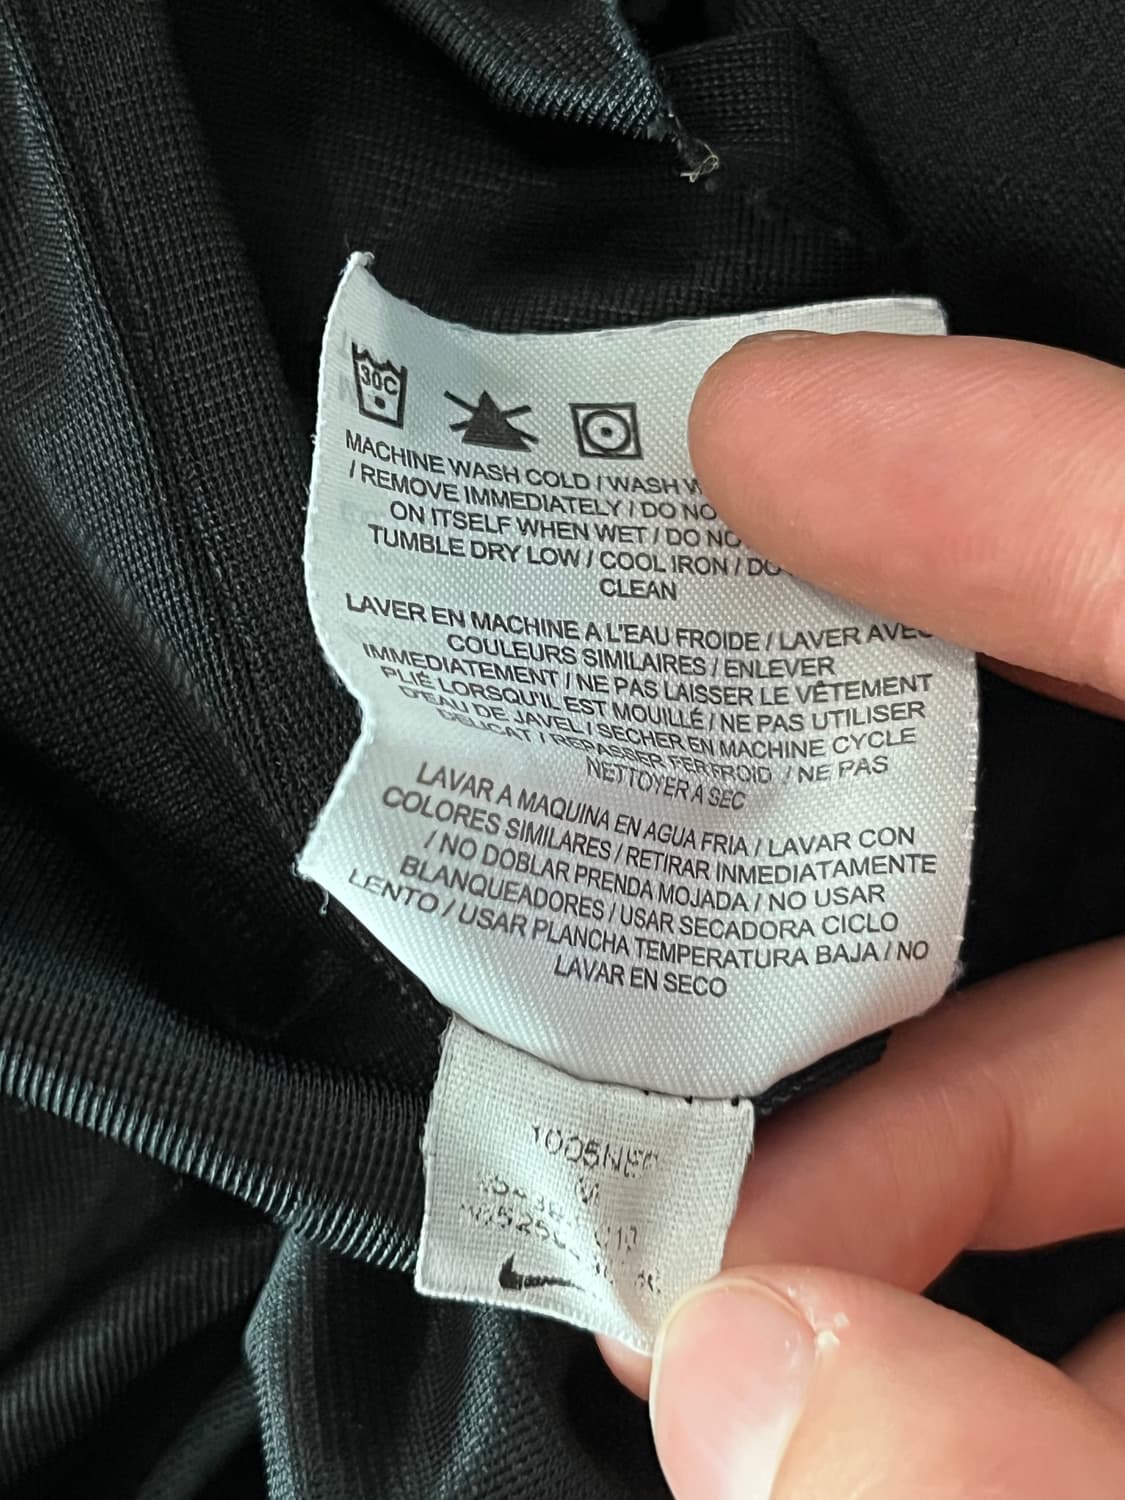 30C
MACHINE WASH COLD / WASH
/ REMOVE IMMEDIATELY / DO
ON ITSELF WHEN WET / DO
TUMBLE DRY LOW / COOL IRON /
CLEAN
LAVER EN MACHINE A L'EAU FROIDE / LAVER AVEC
COULEURS SIMILAIRES / ENLEVER
IMMEDIATEMENT / NE PAS LAISSER LE VÊTEMENT
PLIÉ LORSQU'IL EST MOUILLÉ / NE PAS UTILISER
D'EAU DE JAVEL / SECHER EN MACHINE CYCLE
DELICAT / REPASSER FER FROID / NE PAS
NETTOYER A SEC
LAVAR A MAQUINA EN AGUA FRIA / LAVAR CON
COLORES SIMILARES / RETIRAR INMEDIATAMENTE
/ NO DOBLAR PRENDA MOJADA / NO USAR
BLANQUEADORES / USAR SECADORA CICLO
LENTO / USAR PLANCHA TEMPERATURA BAJA / NO
LAVAR EN SECO